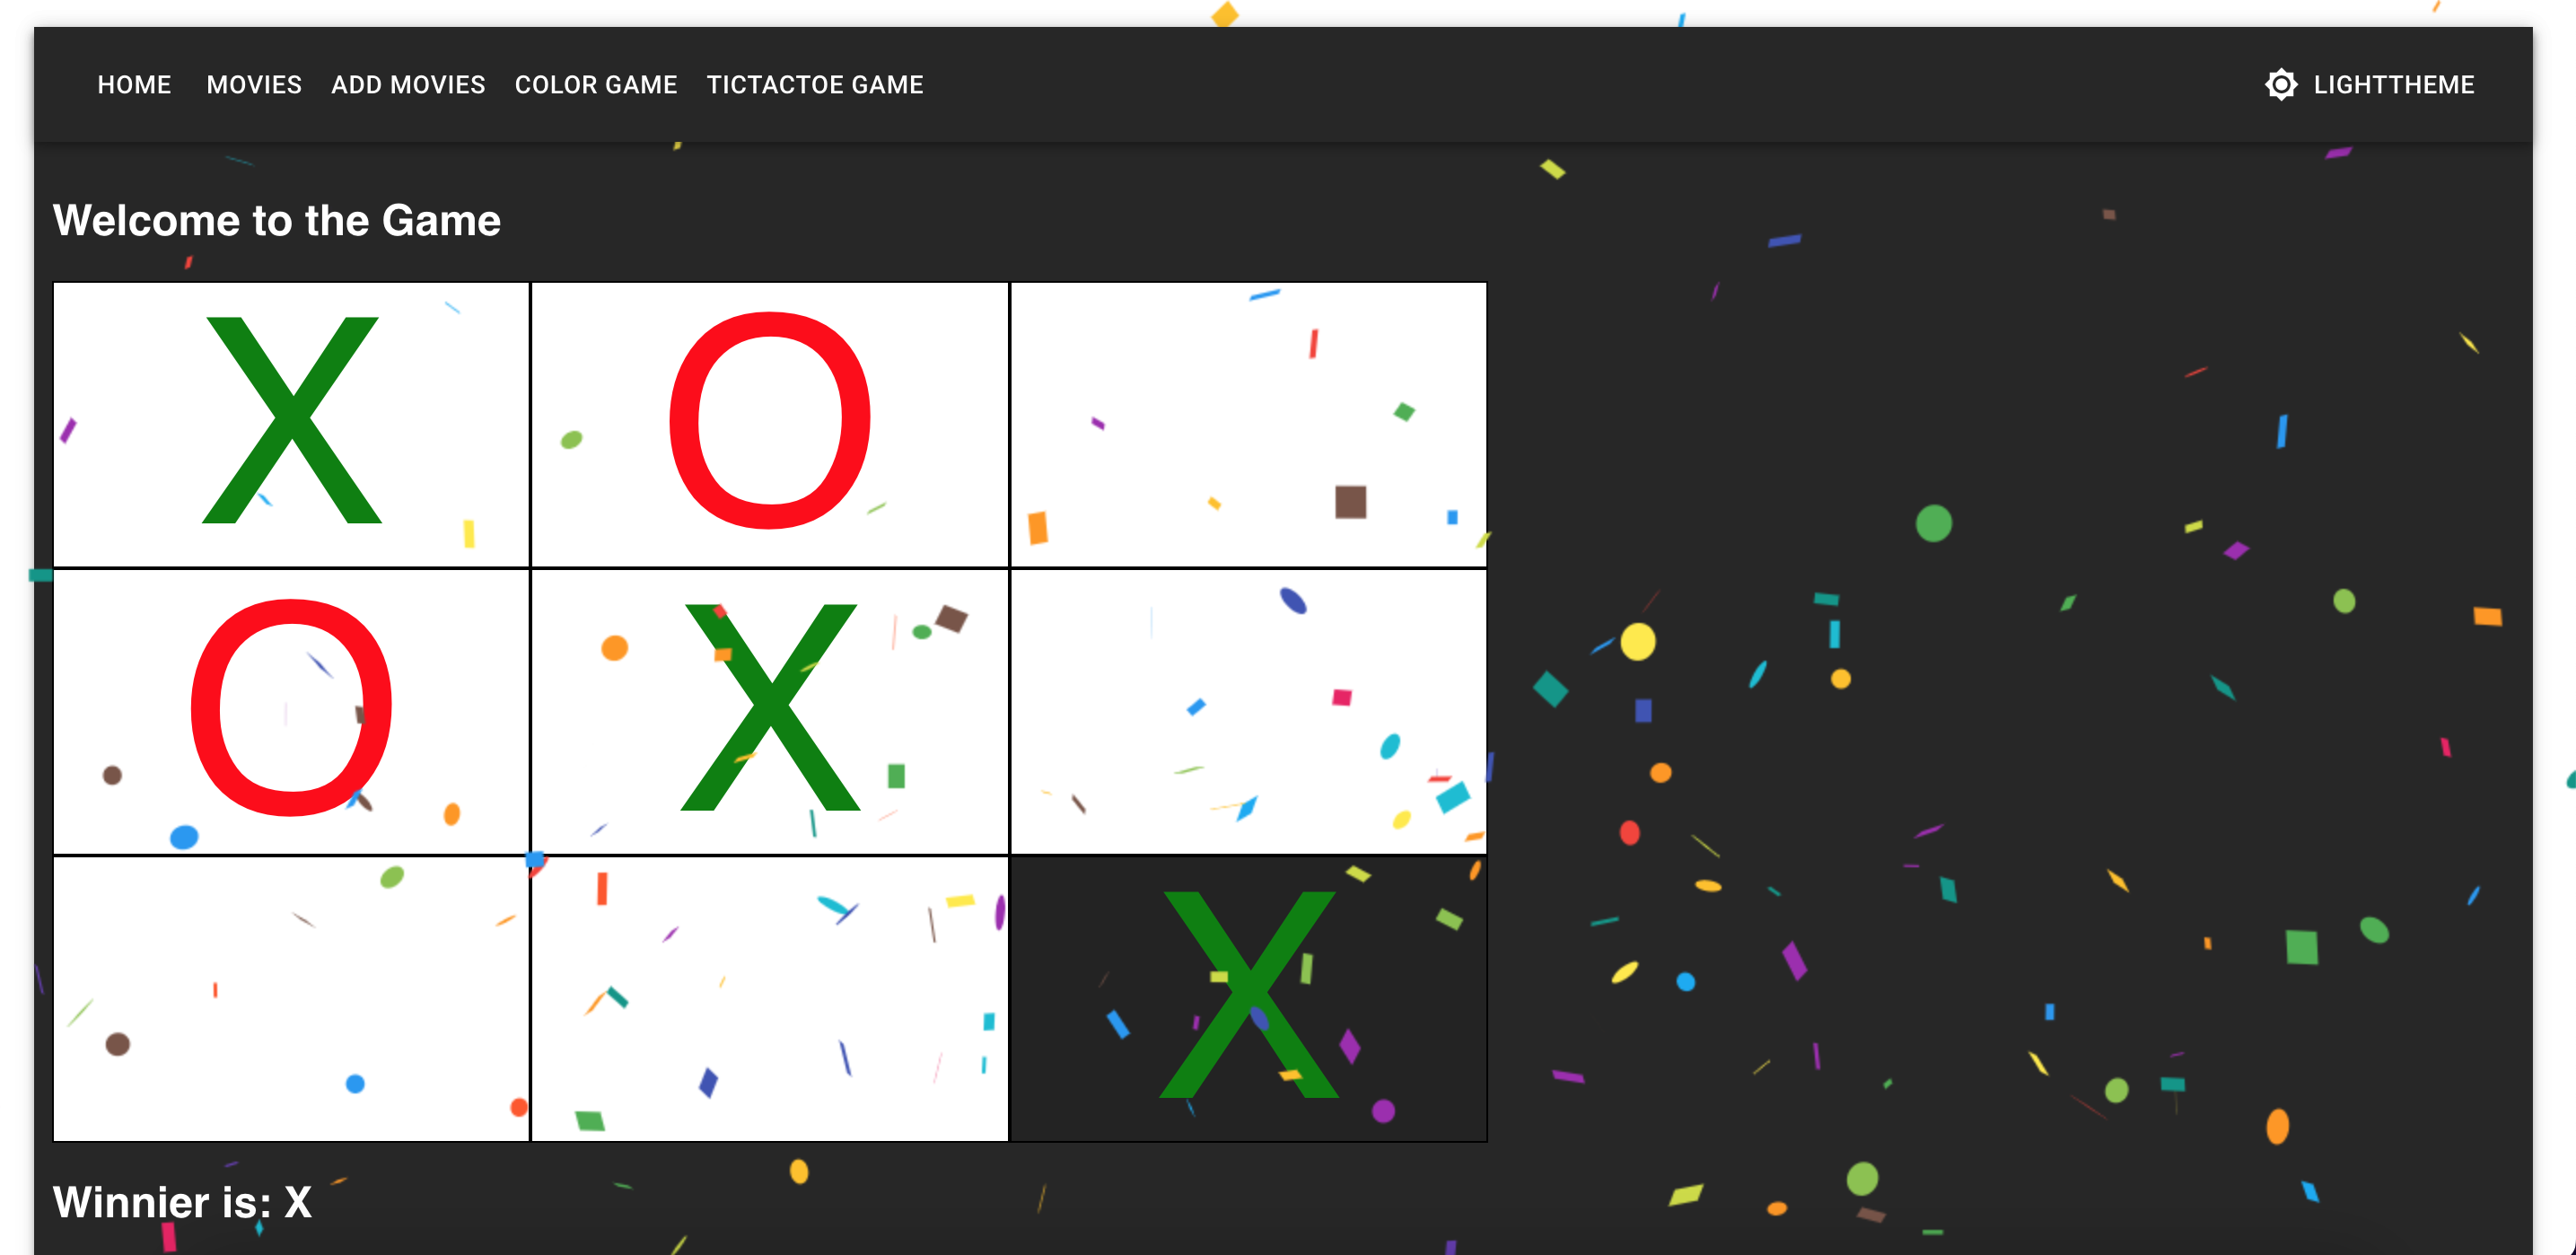 HOME MOVIES ADD MOVIES COLOR GAME TICTACTOE GAME LIGHTTHEME
Welcome to the Game
X O
O X
X
Winnier is: X